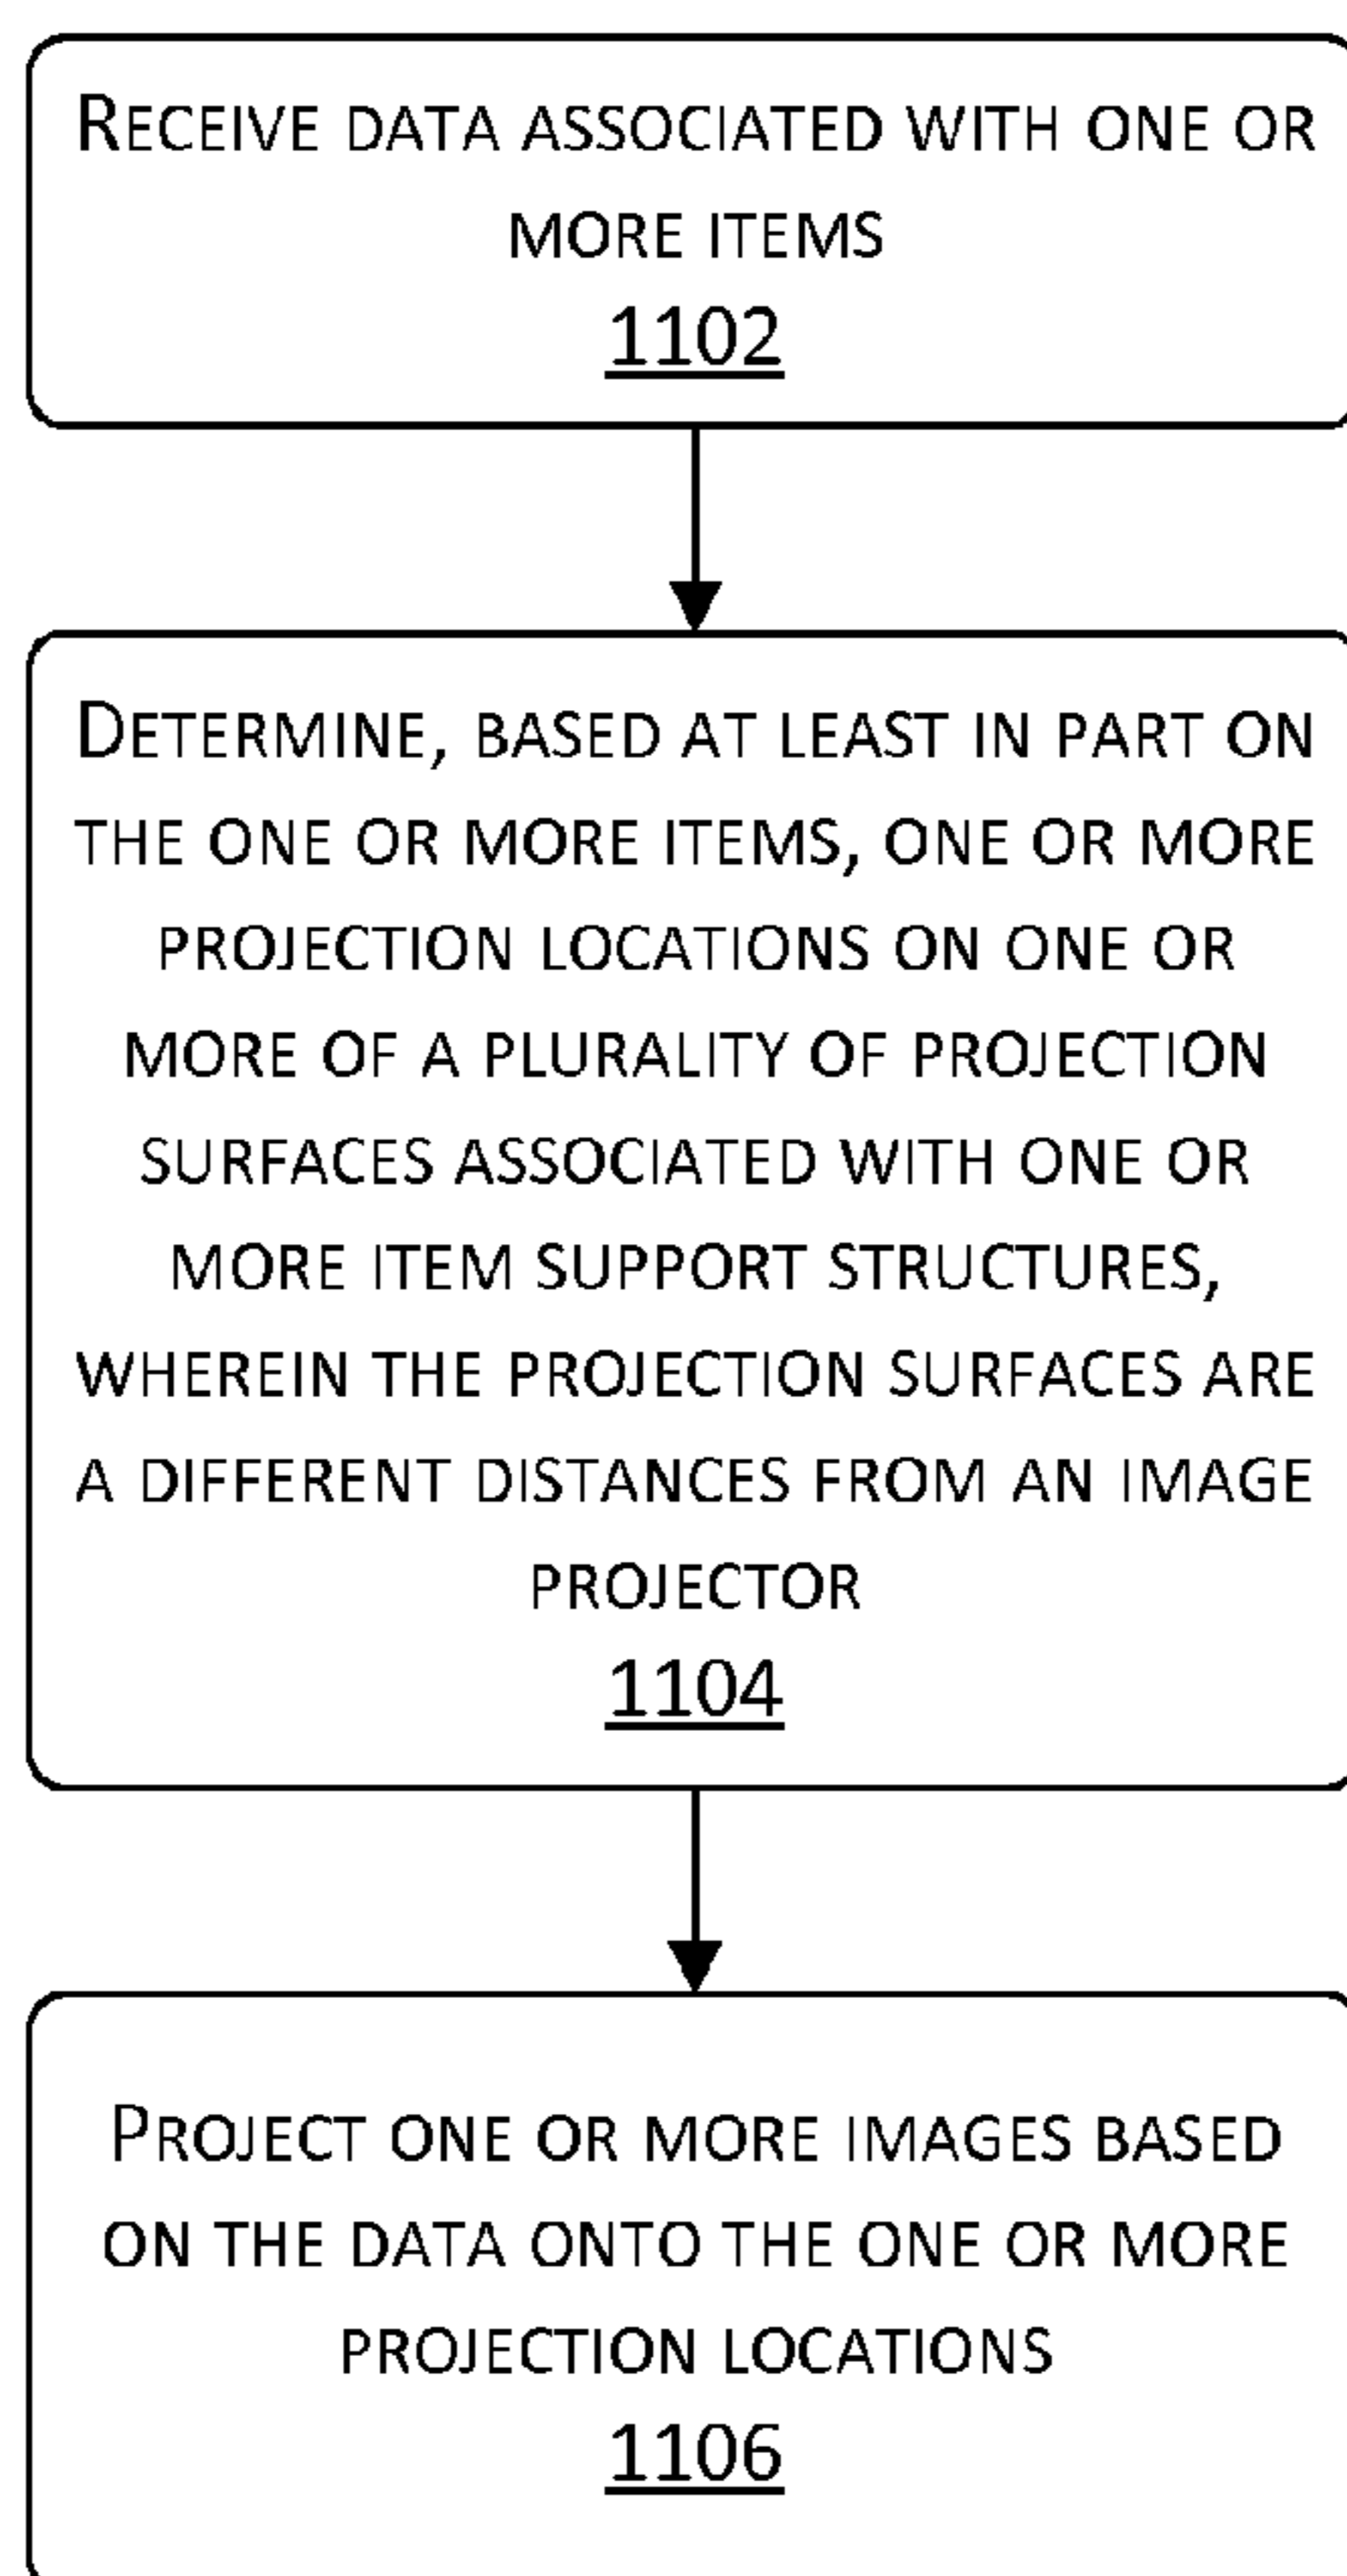 RECEIVE DATA ASSOCIATED WITH ONE OR
MORE ITEMS
1102
DETERMINE, BASED AT LEAST IN PART ON
THE ONE OR MORE ITEMS, ONE OR MORE
PROJECTION LOCATIONS ON ONE OR
MORE OF A PLURALITY OF PROJECTION
SURFACES ASSOCIATED WITH ONE OR
MORE ITEM SUPPORT STRUCTURES,
WHEREIN THE PROJECTION SURFACES ARE
A DIFFERENT DISTANCES FROM AN IMAGE
PROJECTOR
1104
PROJECT ONE OR MORE IMAGES BASED
ON THE DATA ONTO THE ONE OR MORE
PROJECTION LOCATIONS
1106